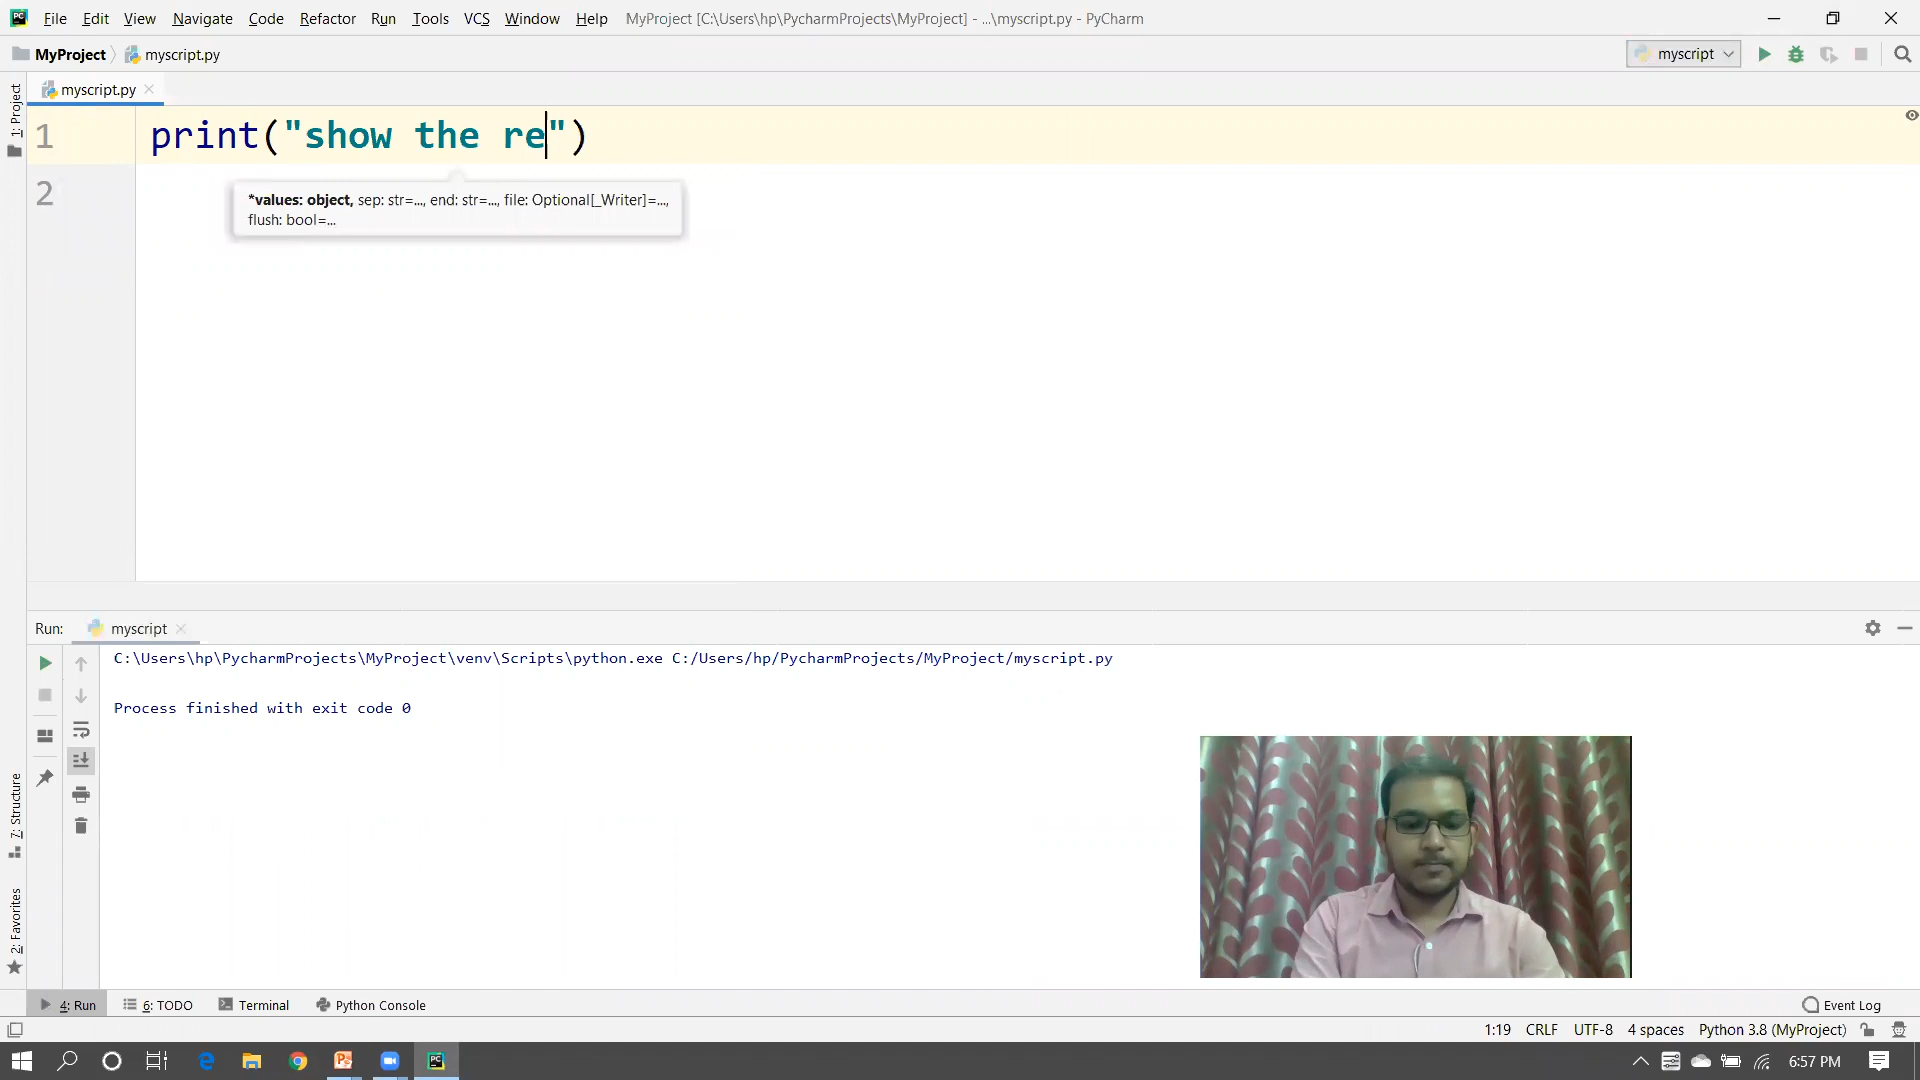 File Edit View Navigate Code Refactor Run Tools VCS Window Help MyProject [C:\Users\hp\PycharmProjects\MyProject] - ...\myscript.py - PyCharm
MyProject myscript.py myscript
myscript.py
1: Project
1 print("show the re")
2
*values: object, sep: str=..., end: str=..., file: Optional[_Writer]=...,
flush: bool=...
Run: myscript
C:\Users\hp\PycharmProjects\MyProject\venv\Scripts\python.exe C:/Users/hp/PycharmProjects/MyProject/myscript.py
Process finished with exit code 0
7: Structure
2: Favorites
4: Run 6: TODO Terminal Python Console Event Log
1:19 CRLF UTF-8 4 spaces Python 3.8 (MyProject)
6:57 PM